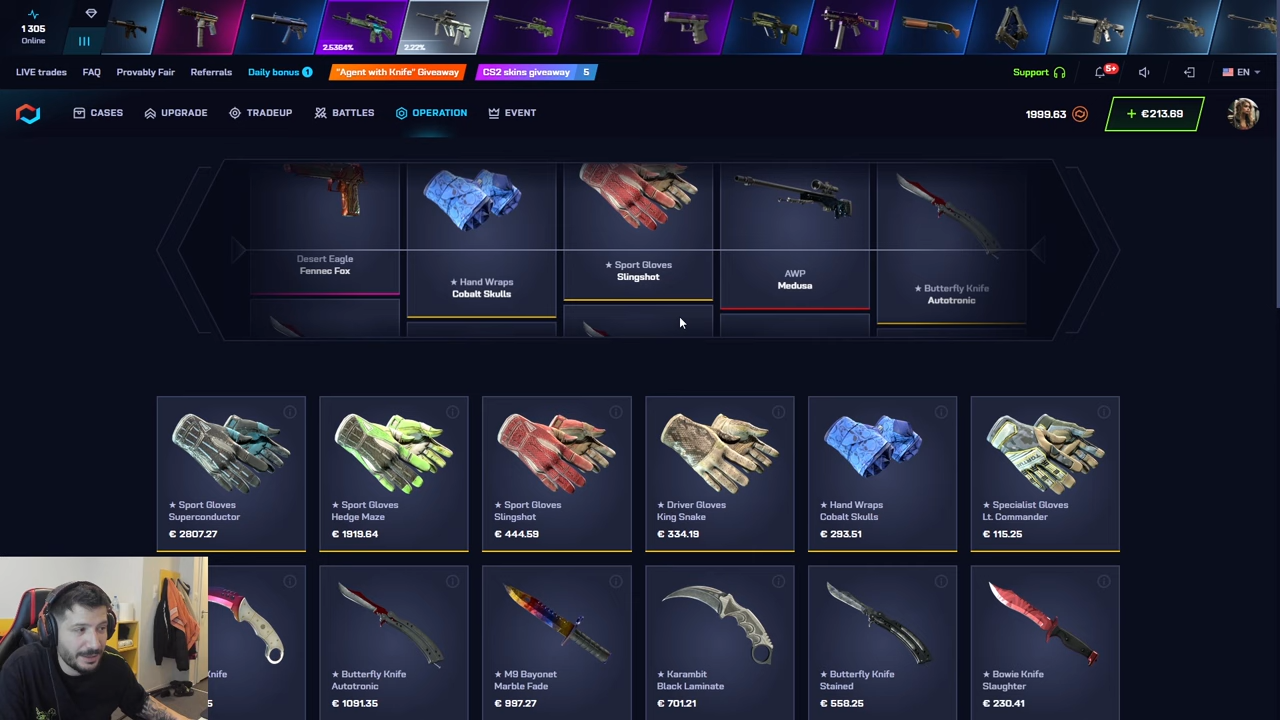 1 305
Online
2.5364%
2.22%
LIVE trades
FAQ
Provably Fair
Referrals
Daily bonus 1
"Agent with Knife" Giveaway
CS2 skins giveaway 5
Support
5+
EN
CASES
UPGRADE
TRADEUP
BATTLES
OPERATION
EVENT
1999.63
+ €213.69
Desert Eagle
Fennec Fox
★ Hand Wraps
Cobalt Skulls
★ Sport Gloves
Slingshot
AWP
Medusa
★ Butterfly Knife
Autotronic
★ Sport Gloves
Superconductor
€ 2807.27
★ Sport Gloves
Hedge Maze
€ 1919.64
★ Sport Gloves
Slingshot
€ 444.59
★ Driver Gloves
King Snake
€ 334.19
★ Hand Wraps
Cobalt Skulls
€ 293.51
★ Specialist Gloves
Lt. Commander
€ 115.25
★ Butterfly Knife
Autotronic
€ 1091.35
★ M9 Bayonet
Marble Fade
€ 997.27
★ Karambit
Black Laminate
€ 701.21
★ Butterfly Knife
Stained
€ 558.25
★ Bowie Knife
Slaughter
€ 230.41